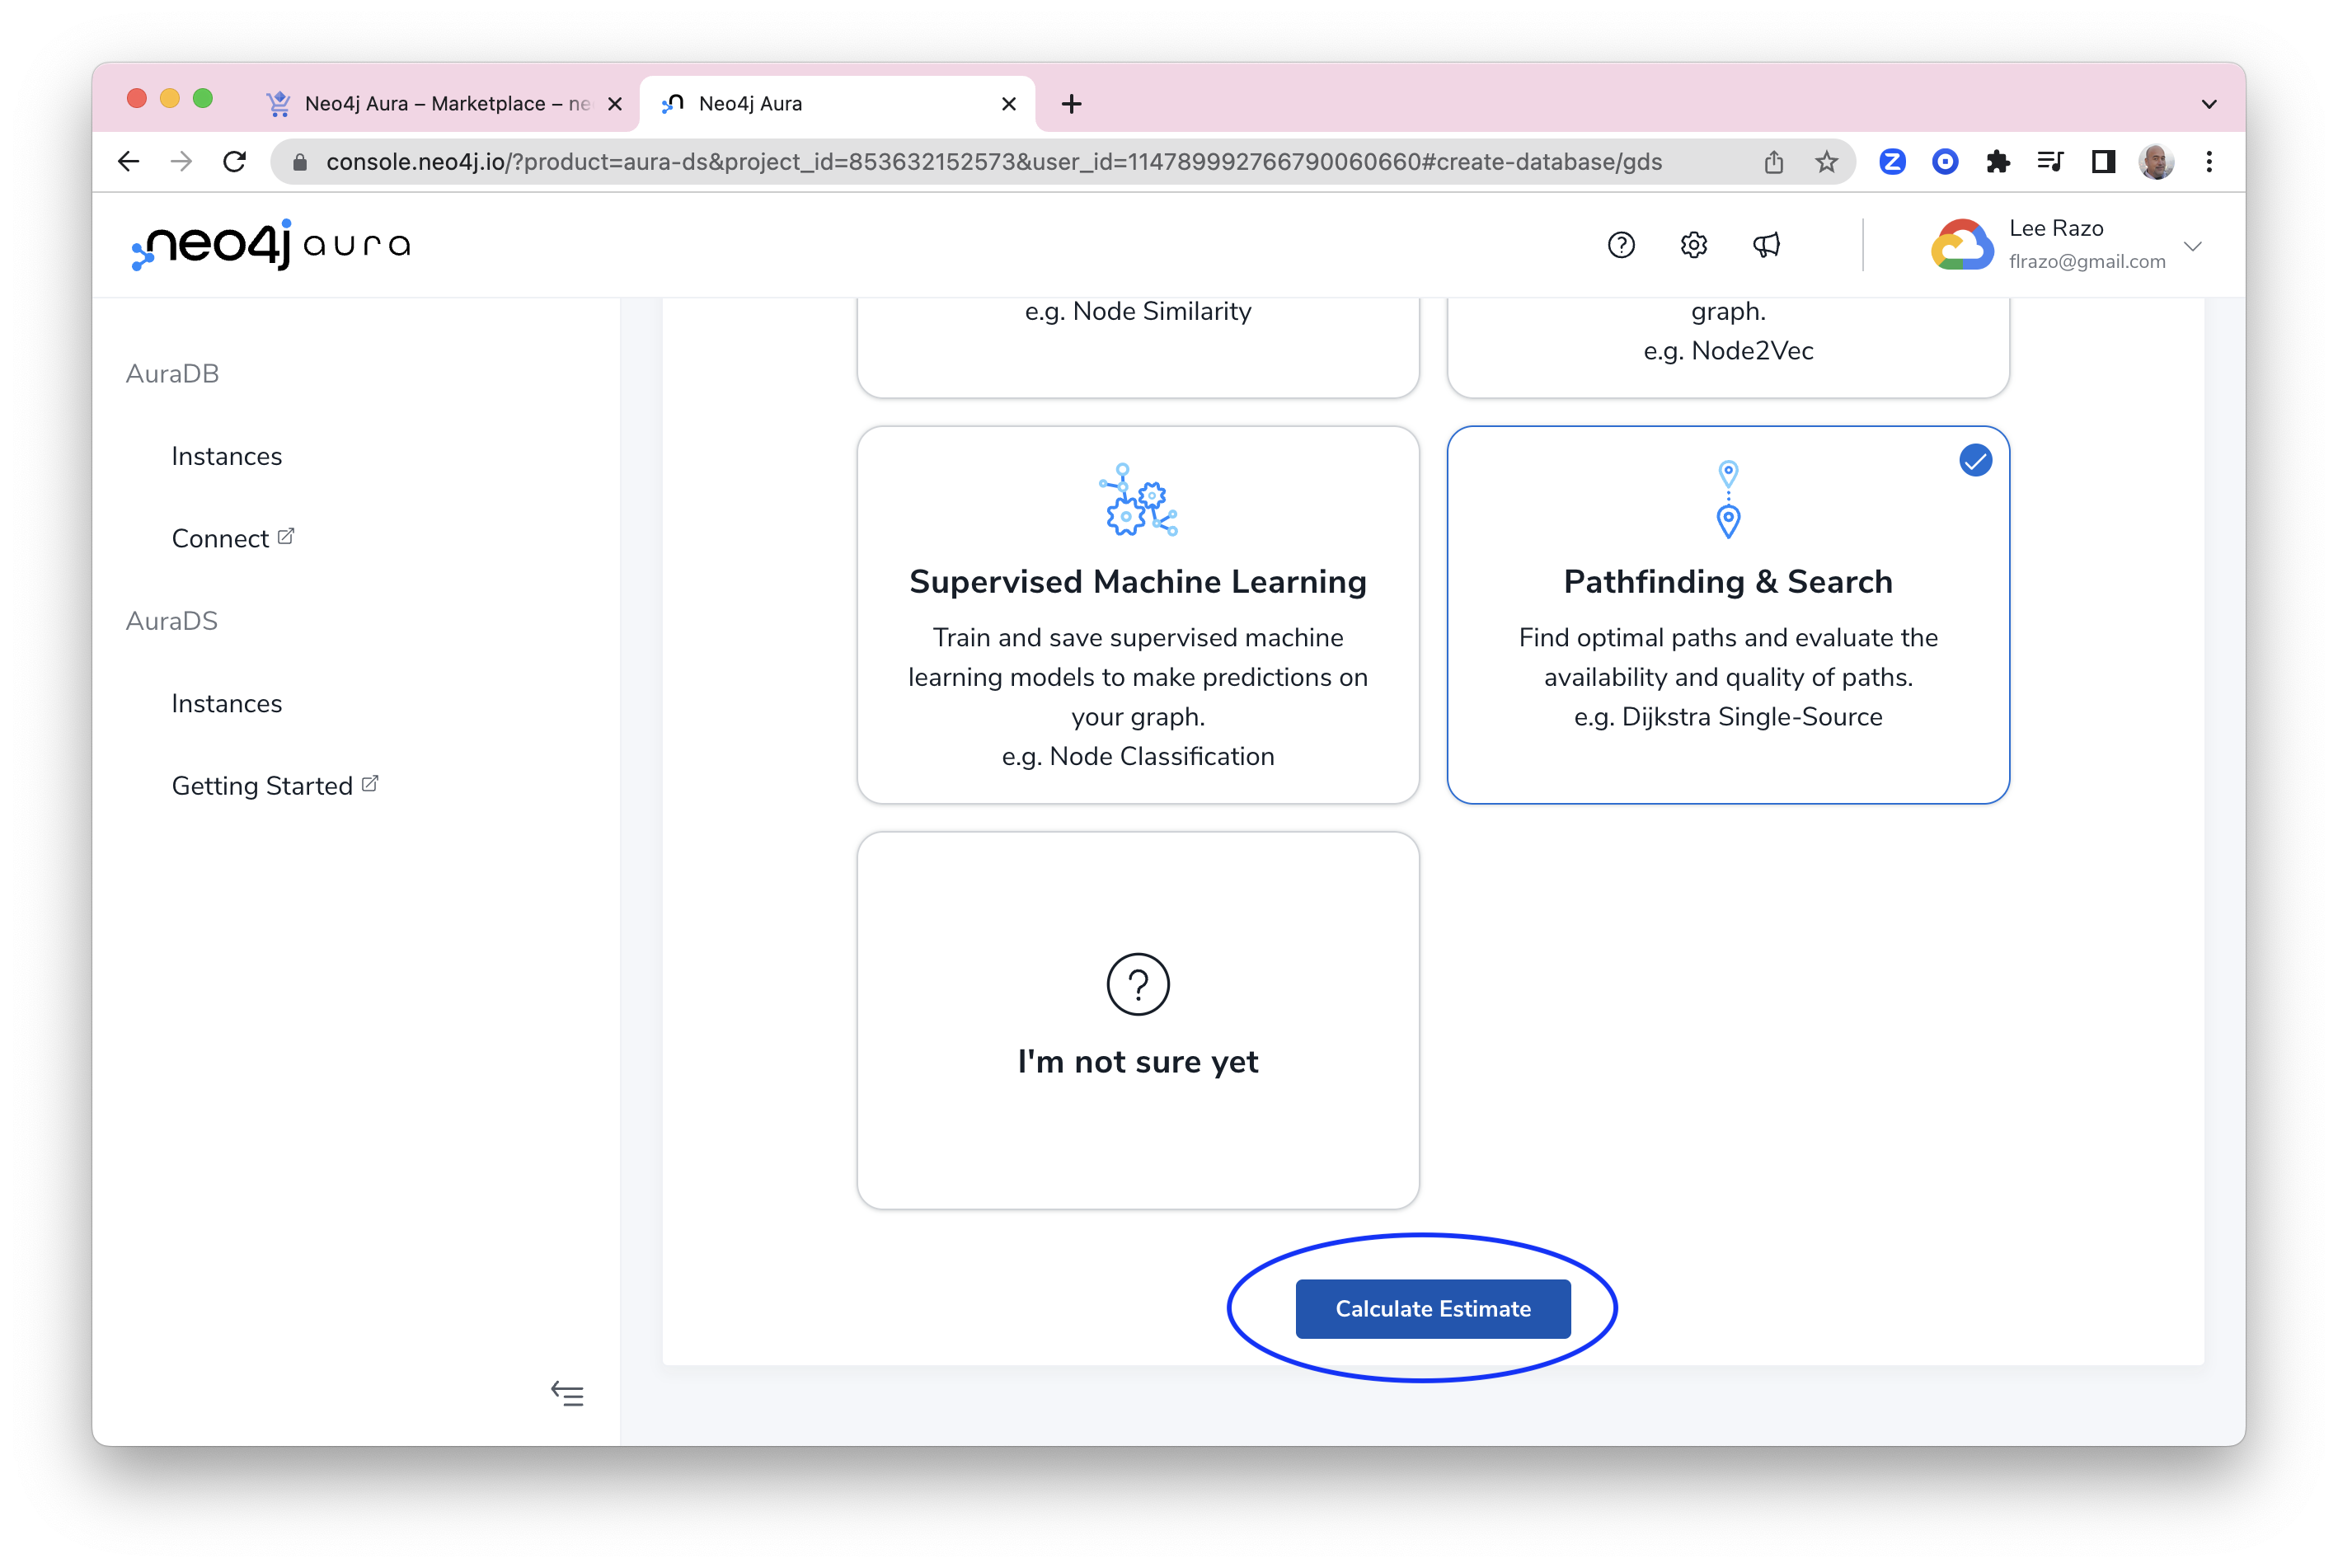 Neo4j Aura – Marketplace – ne
Neo4j Aura
console.neo4j.io/?product=aura-ds&project_id=853632152573&user_id=114789992766790060660#create-database/gds
neo4j aura
Lee Razo
flrazo@gmail.com
AuraDB
Instances
Connect
AuraDS
Instances
Getting Started
e.g. Node Similarity
graph.
e.g. Node2Vec
Supervised Machine Learning
Train and save supervised machine
learning models to make predictions on
your graph.
e.g. Node Classification
Pathfinding & Search
Find optimal paths and evaluate the
availability and quality of paths.
e.g. Dijkstra Single-Source
?
I'm not sure yet
Calculate Estimate